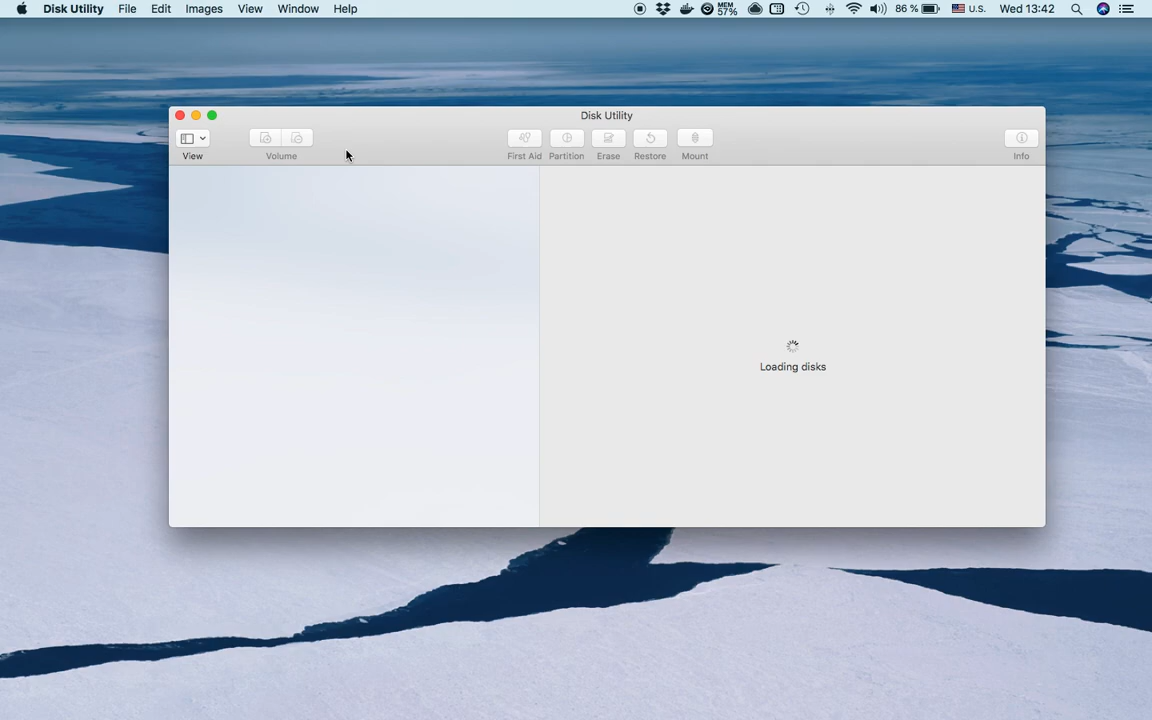 Disk Utility File Edit Images View Window Help MEM 57% 86 % U.S. Wed 13:42
Disk Utility
View Volume First Aid Partition Erase Restore Mount Info
Loading disks